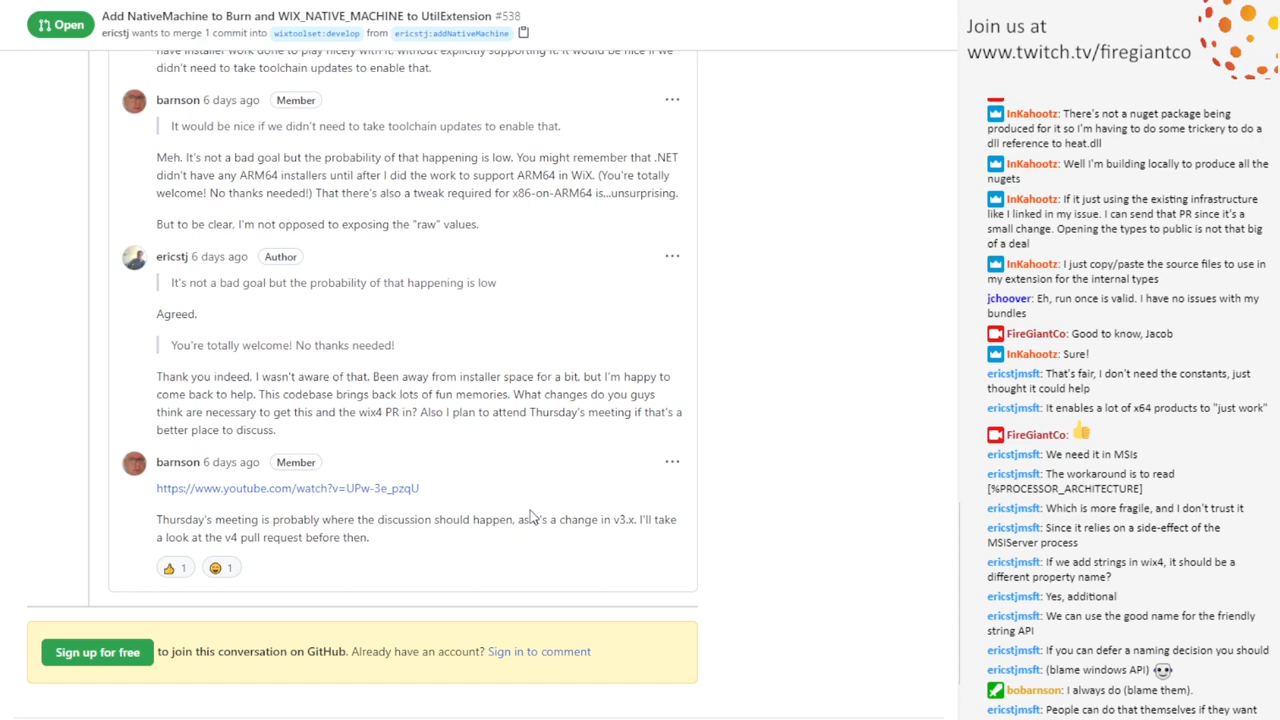 Open
Add NativeMachine to Burn and WIX_NATIVE_MACHINE to UtilExtension #538
ericstj wants to merge 1 commit into wixtoolset:develop from ericstj:addNativeMachine
have installer work done to play nicely with it, without explicitly supporting it. It would be nice if we
didn't need to take toolchain updates to enable that.
barnson 6 days ago Member
It would be nice if we didn't need to take toolchain updates to enable that.
Meh. It's not a bad goal but the probability of that happening is low. You might remember that .NET
didn't have any ARM64 installers until after I did the work to support ARM64 in WiX. (You're totally
welcome! No thanks needed!) That there's also a tweak required for x86-on-ARM64 is...unsurprising.
But to be clear, I'm not opposed to exposing the "raw" values.
ericstj 6 days ago Author
It's not a bad goal but the probability of that happening is low
Agreed.
You're totally welcome! No thanks needed!
Thank you indeed, I wasn't aware of that. Been away from installer space for a bit, but I'm happy to
come back to help. This codebase brings back lots of fun memories. What changes do you guys
think are necessary to get this and the wix4 PR in? Also I plan to attend Thursday's meeting if that's a
better place to discuss.
barnson 6 days ago Member
https://www.youtube.com/watch?v=UPw-3e_pzqU
Thursday's meeting is probably where the discussion should happen, as 's a change in v3.x. I'll take
a look at the v4 pull request before then.
1 1
Sign up for free to join this conversation on GitHub. Already have an account? Sign in to comment
Join us at
www.twitch.tv/firegiantco
InKahootz: There's not a nuget package being
produced for it so I'm having to do some trickery to do a
dll reference to heat.dll
InKahootz: Well I'm building locally to produce all the
nugets
InKahootz: If it just using the existing infrastructure
like I linked in my issue. I can send that PR since it's a
small change. Opening the types to public is not that big
of a deal
InKahootz: I just copy/paste the source files to use in
my extension for the internal types
jchoover: Eh, run once is valid. I have no issues with my
bundles
FireGiantCo: Good to know, Jacob
InKahootz: Sure!
ericstjmsft: That's fair, I don't need the constants, just
thought it could help
ericstjmsft: It enables a lot of x64 products to "just work"
FireGiantCo:
ericstjmsft: We need it in MSIs
ericstjmsft: The workaround is to read
[%PROCESSOR_ARCHITECTURE]
ericstjmsft: Which is more fragile, and I don't trust it
ericstjmsft: Since it relies on a side-effect of the
MSIServer process
ericstjmsft: If we add strings in wix4, it should be a
different property name?
ericstjmsft: Yes, additional
ericstjmsft: We can use the good name for the friendly
string API
ericstjmsft: If you can defer a naming decision you should
ericstjmsft: (blame windows API)
bobarnson: I always do (blame them).
ericstjmsft: People can do that themselves if they want